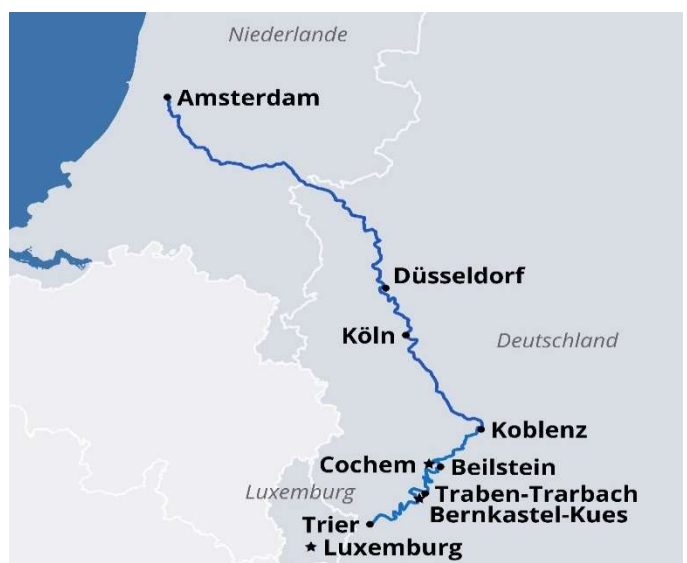 Niederlande
Amsterdam
Düsseldorf
Köln
Deutschland
Koblenz
Cochem
Beilstein
Luxemburg
Traben-Trarbach
Bernkastel-Kues
Trier
Luxemburg